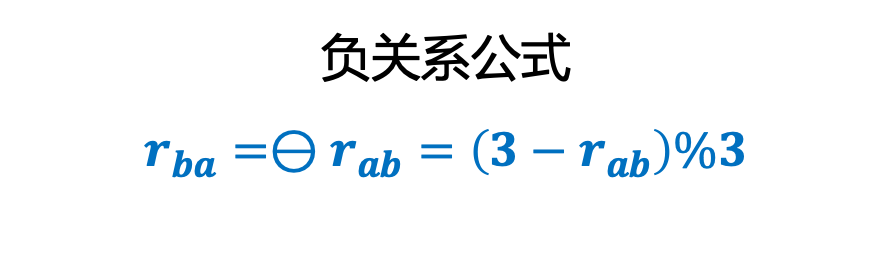 负关系公式
r_ba =⊖ r_ab = (3 − r_ab)%3